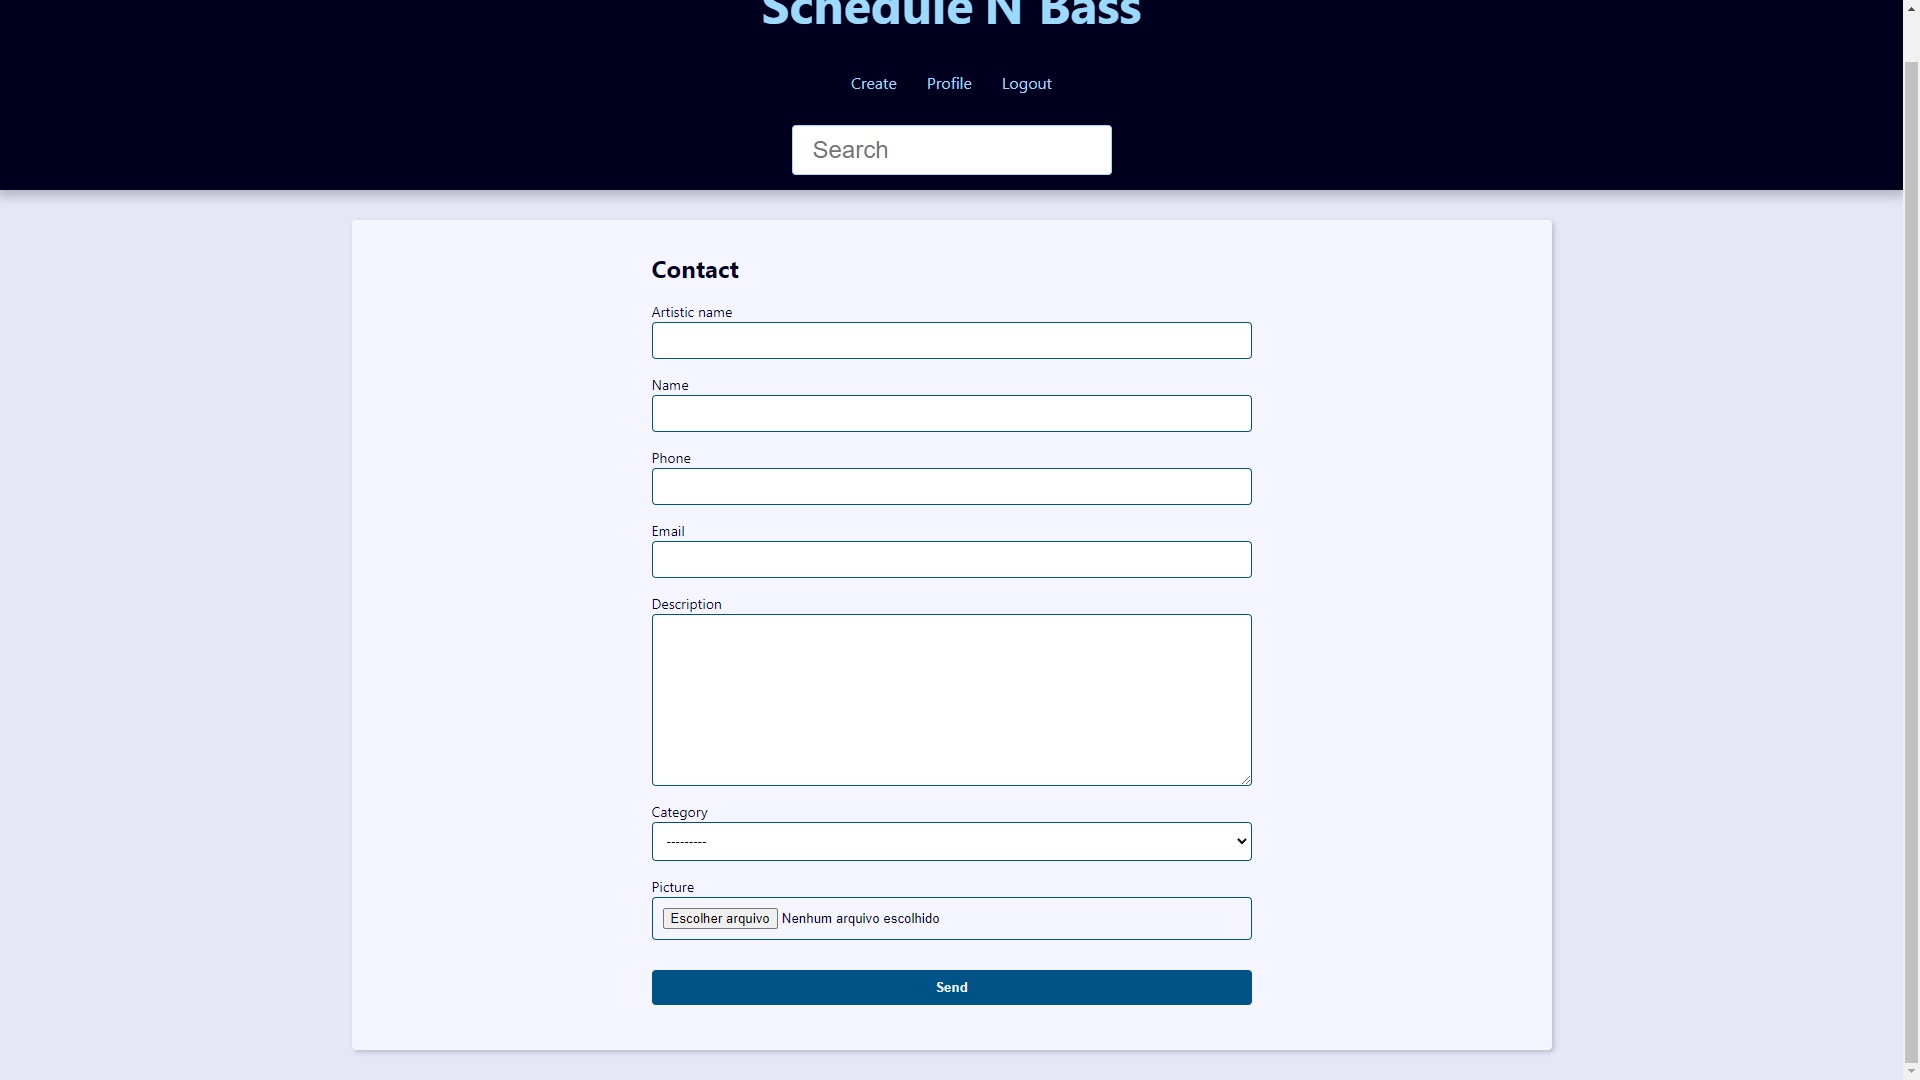 Schedule N Bass
Create Profile Logout
Search
Contact
Artistic name
Name
Phone
Email
Description
Category
---------
Picture
Escolher arquivo Nenhum arquivo escolhido
Send